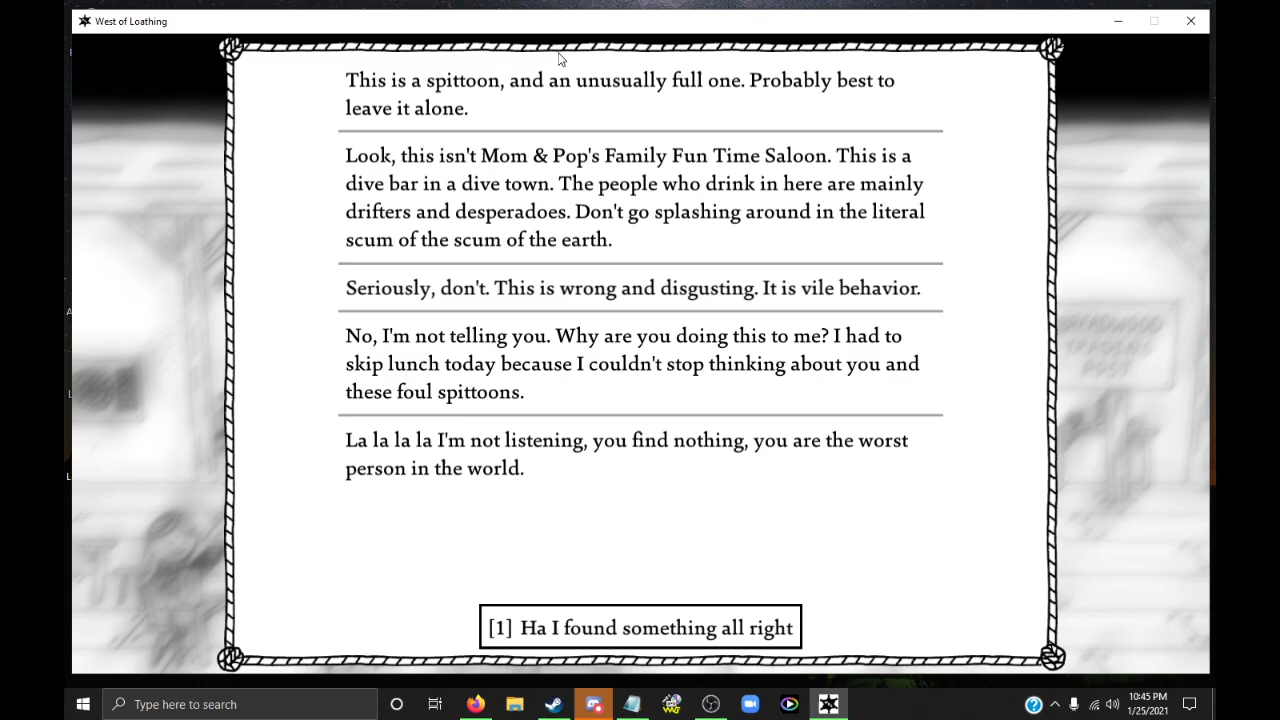 West of Loathing
This is a spittoon, and an unusually full one. Probably best to
leave it alone.
Look, this isn't Mom & Pop's Family Fun Time Saloon. This is a
dive bar in a dive town. The people who drink in here are mainly
drifters and desperadoes. Don't go splashing around in the literal
scum of the scum of the earth.
Seriously, don't. This is wrong and disgusting. It is vile behavior.
No, I'm not telling you. Why are you doing this to me? I had to
skip lunch today because I couldn't stop thinking about you and
these foul spittoons.
La la la la I'm not listening, you find nothing, you are the worst
person in the world.
TRADING
POST
[1] Ha I found something all right
Type here to search
10:45 PM
1/25/2021